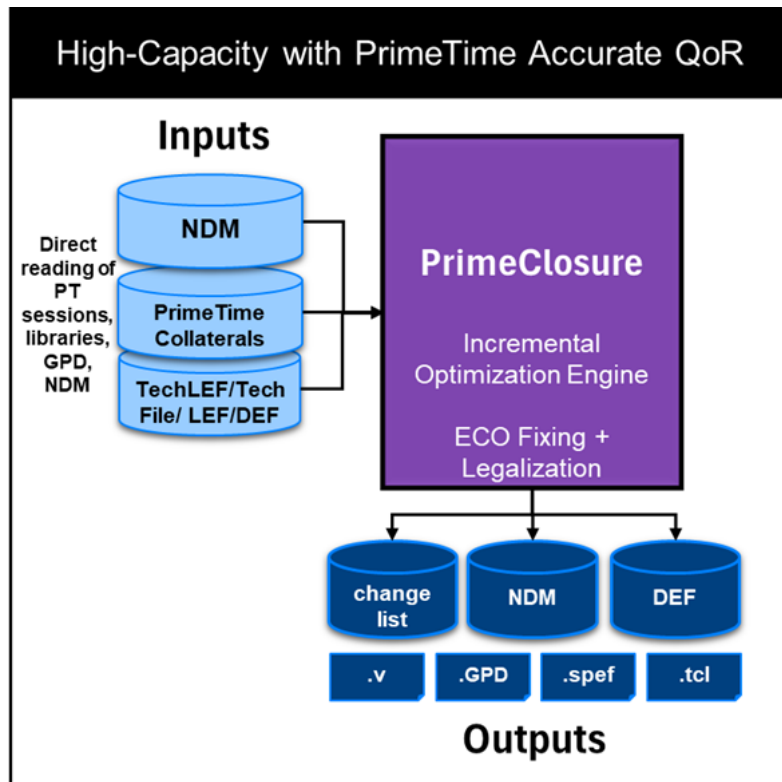 High-Capacity with PrimeTime Accurate QoR
Inputs
Direct
reading of
PT
sessions,
libraries,
GPD,
NDM
NDM
PrimeTime
Collaterals
TechLEF/Tech
File/ LEF/DEF
PrimeClosure
Incremental
Optimization Engine
ECO Fixing +
Legalization
change
list
NDM
DEF
.v
.GPD
.spef
.tcl
Outputs